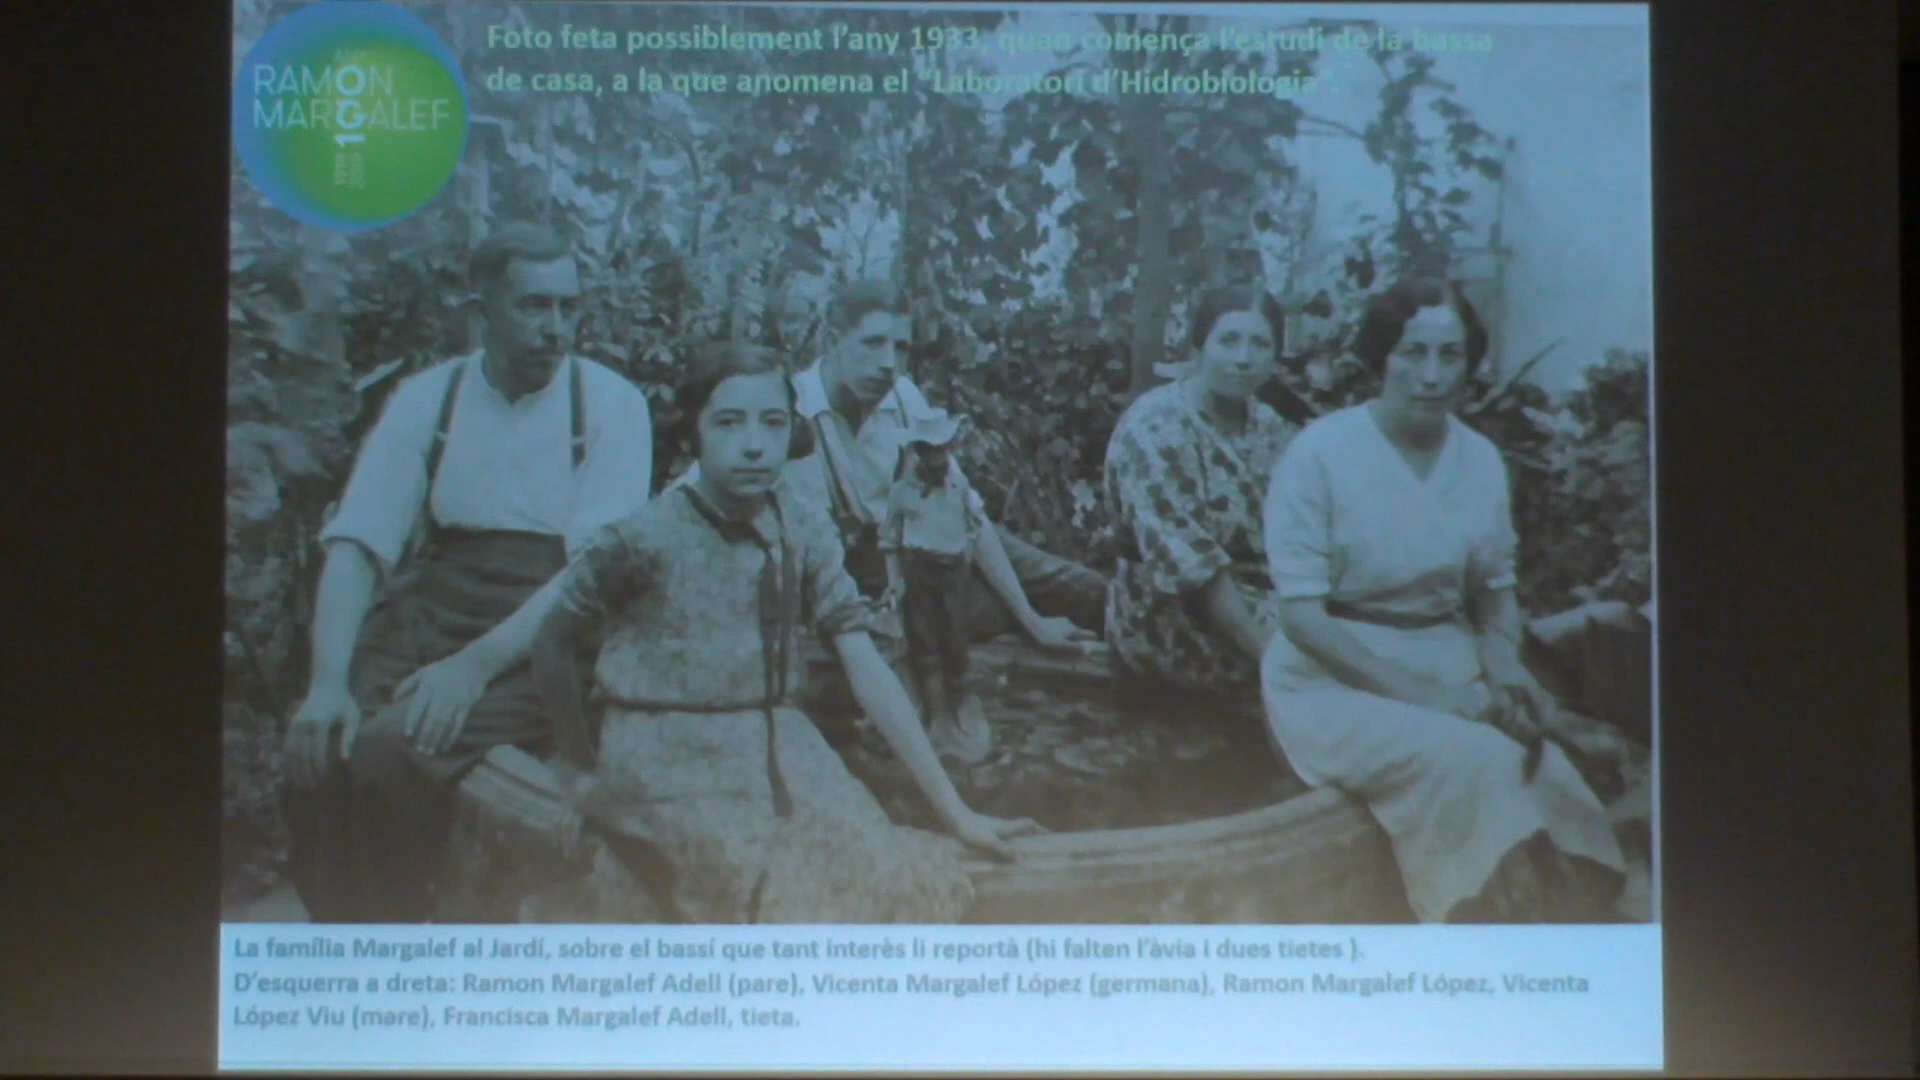 Foto feta possiblement l'any 1933, quan comença l'estudi de la bassa
de casa, a la que anomena el "Laboratori d'Hidrobiologia".
ANY
RAMON
MARGALEF
La família Margalef al Jardí, sobre el bassí que tant interès li reportà (hi falten l'àvia i dues tietes ).
D'esquerra a dreta: Ramon Margalef Adell (pare), Vicenta Margalef López (germana), Ramon Margalef López, Vicenta
López Viu (mare), Francisca Margalef Adell, tieta.